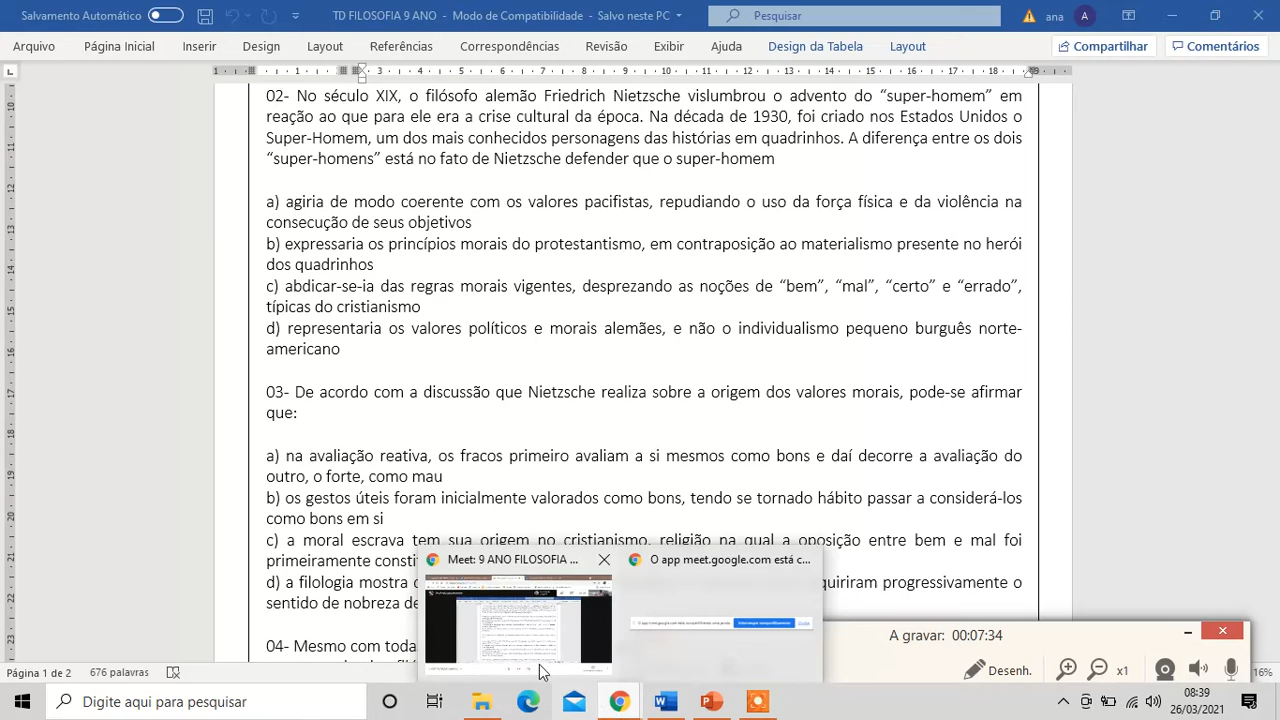 Salvamento Automático
TD FILOSOFIA 9 ANO - Modo de Compatibilidade - Salvo neste PC
Pesquisar
ana
A
Arquivo Página Inicial Inserir Design Layout Referências Correspondências Revisão Exibir Ajuda Design da Tabela Layout
Compartilhar
Comentários
02- No século XIX, o filósofo alemão Friedrich Nietzsche vislumbrou o advento do “super-homem” em
reação ao que para ele era a crise cultural da época. Na década de 1930, foi criado nos Estados Unidos o
Super-Homem, um dos mais conhecidos personagens das histórias em quadrinhos. A diferença entre os dois
“super-homens” está no fato de Nietzsche defender que o super-homem
a) agiria de modo coerente com os valores pacifistas, repudiando o uso da força física e da violência na
consecução de seus objetivos
b) expressaria os princípios morais do protestantismo, em contraposição ao materialismo presente no herói
dos quadrinhos
c) abdicar-se-ia das regras morais vigentes, desprezando as noções de “bem”, “mal”, “certo” e “errado”,
típicas do cristianismo
d) representaria os valores políticos e morais alemães, e não o individualismo pequeno burguês norte-
americano
03- De acordo com a discussão que Nietzsche realiza sobre a origem dos valores morais, pode-se afirmar
que:
a) na avaliação reativa, os fracos primeiro avaliam a si mesmos como bons e daí decorre a avaliação do
outro, o forte, como mau
b) os gestos úteis foram inicialmente valorados como bons, tendo se tornado hábito passar a considerá-los
como bons em si
c) a moral escrava tem sua origem no cristianismo, religião na qual a oposição entre bem e mal foi
primeiramente
Meet: 9 ANO FILOSOFIA ...
O app meet.google.com está c...
d) a filologia mostra progressivamente o
sentido de nobreza
Mesmo com
A gravar: 00:07:34
Desenh.
x1
Página 1 de 2 676 palavras
16%
Digite aqui para pesquisar
08:39
26/03/2021